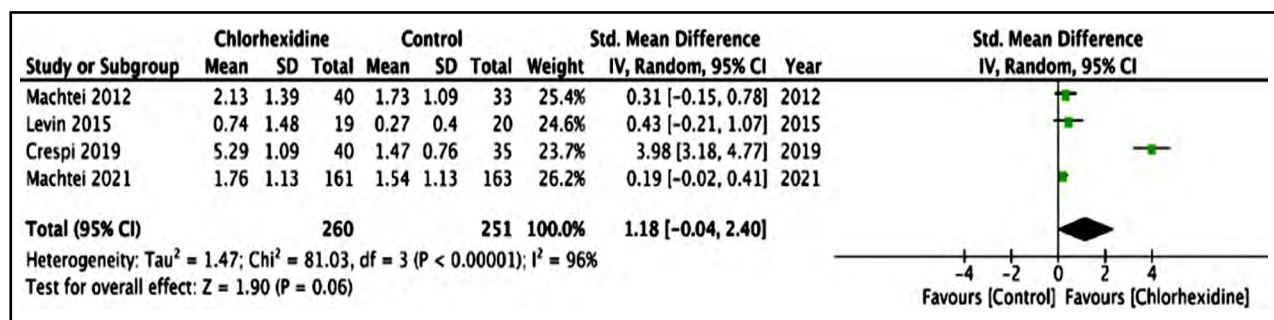 Chlorhexidine Control Std. Mean Difference Std. Mean Difference
Study or Subgroup Mean SD Total Mean SD Total Weight IV, Random, 95% CI Year IV, Random, 95% CI
Machtei 2012 2.13 1.39 40 1.73 1.09 33 25.4% 0.31 [-0.15, 0.78] 2012
Levin 2015 0.74 1.48 19 0.27 0.4 20 24.6% 0.43 [-0.21, 1.07] 2015
Crespi 2019 5.29 1.09 40 1.47 0.76 35 23.7% 3.98 [3.18, 4.77] 2019
Machtei 2021 1.76 1.13 161 1.54 1.13 163 26.2% 0.19 [-0.02, 0.41] 2021
Total (95% CI) 260 251 100.0% 1.18 [-0.04, 2.40]
Heterogeneity: Tau² = 1.47; Chi² = 81.03, df = 3 (P < 0.00001); I² = 96%
Test for overall effect: Z = 1.90 (P = 0.06)
-4 -2 0 2 4
Favours [Control] Favours [Chlorhexidine]